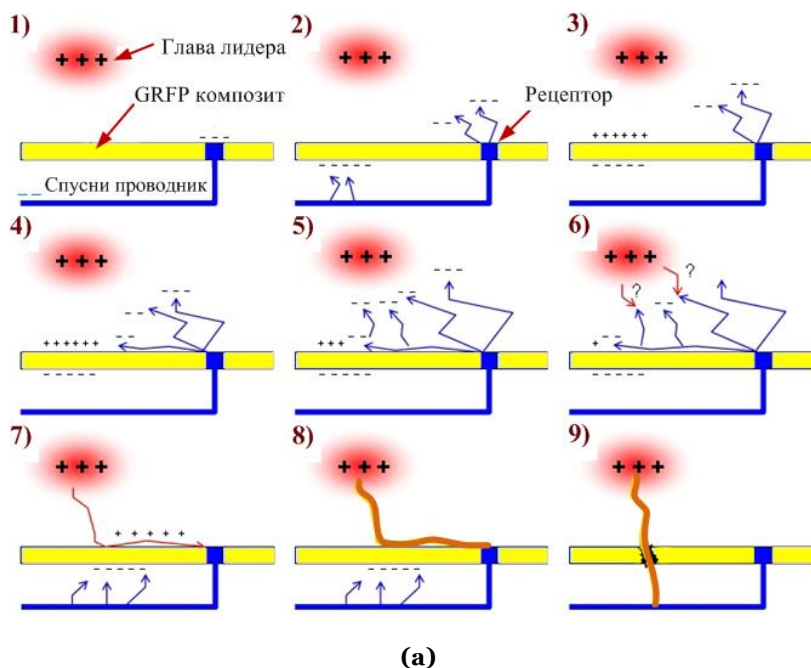 1) 2) 3)
+ + + Глава лидера + + + + + +
GRFP композит Рецептор
_ _ _
_ _ Спусни проводник
_ _ _ _ _
+ + + + + +
4) 5) 6)
+ + + + + + + + +
? ?
+ + + + + + + + + +
7) 8) 9)
+ + + + + + + + +
+ + + + +
(a)